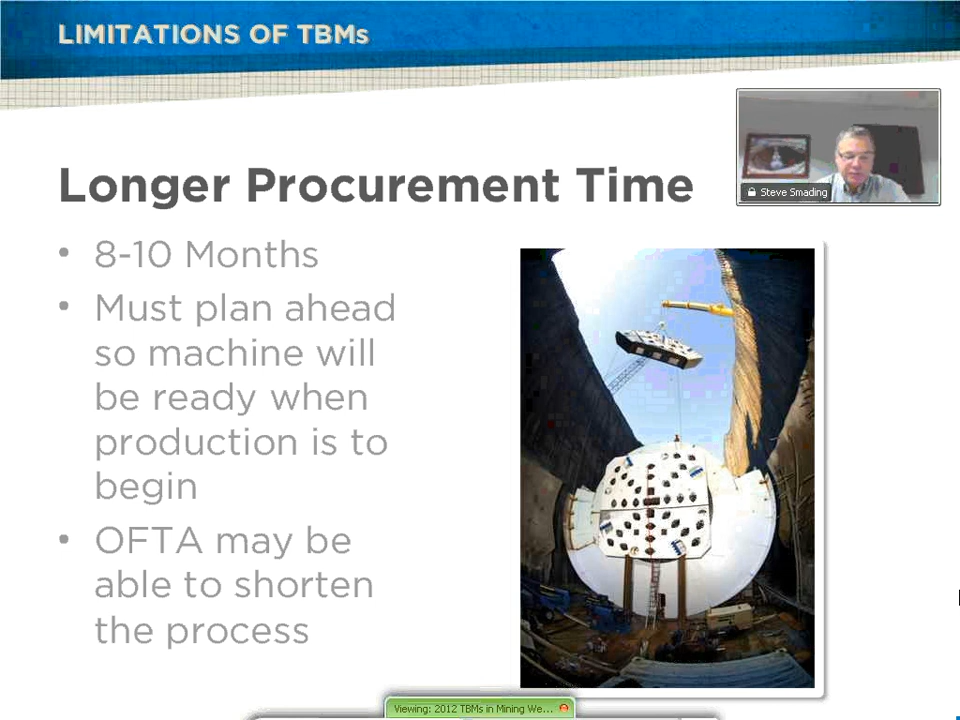 LIMITATIONS OF TBMs
Steve Smading
Longer Procurement Time
• 8-10 Months
• Must plan ahead
so machine will
be ready when
production is to
begin
• OFTA may be
able to shorten
the process
Viewing: 2012 TBMs in Mining We...